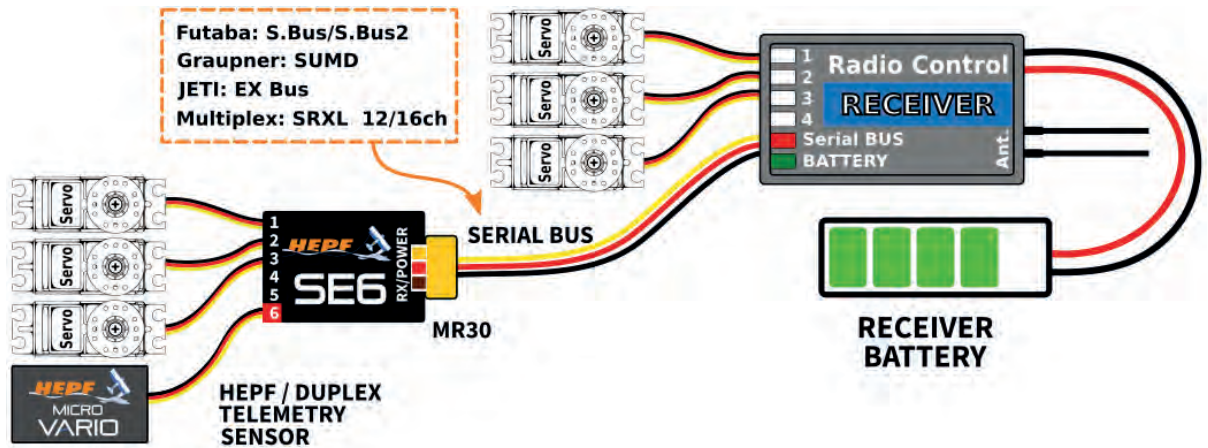 Futaba: S.Bus/S.Bus2
Graupner: SUMD
JETI: EX Bus
Multiplex: SRXL 12/16ch
Servo
Servo
Servo
1
2
3
4
Radio Control
RECEIVER
Serial BUS
BATTERY
Ant.
Servo
Servo
Servo
1
2
3
4
5
6
HEPF
SE6
RX/POWER
SERIAL BUS
MR30
RECEIVER
BATTERY
HEPF
MICRO
VARIO
HEPF / DUPLEX
TELEMETRY
SENSOR